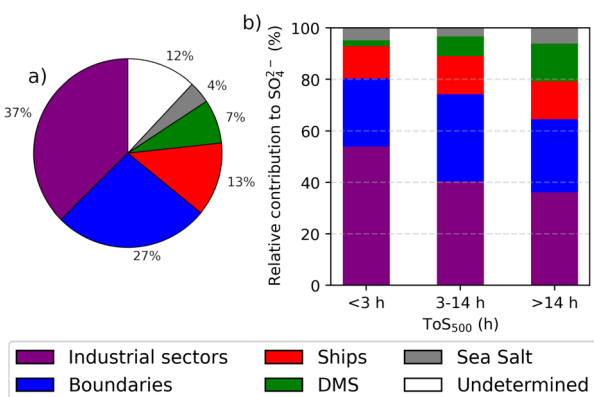 a)
12%
4%
7%
13%
27%
37%
b)
Relative contribution to SO₄²⁻ (%)
100
80
60
40
20
0
<3 h 3-14 h >14 h
ToS₅₀₀ (h)
Industrial sectors Ships Sea Salt
Boundaries DMS Undetermined